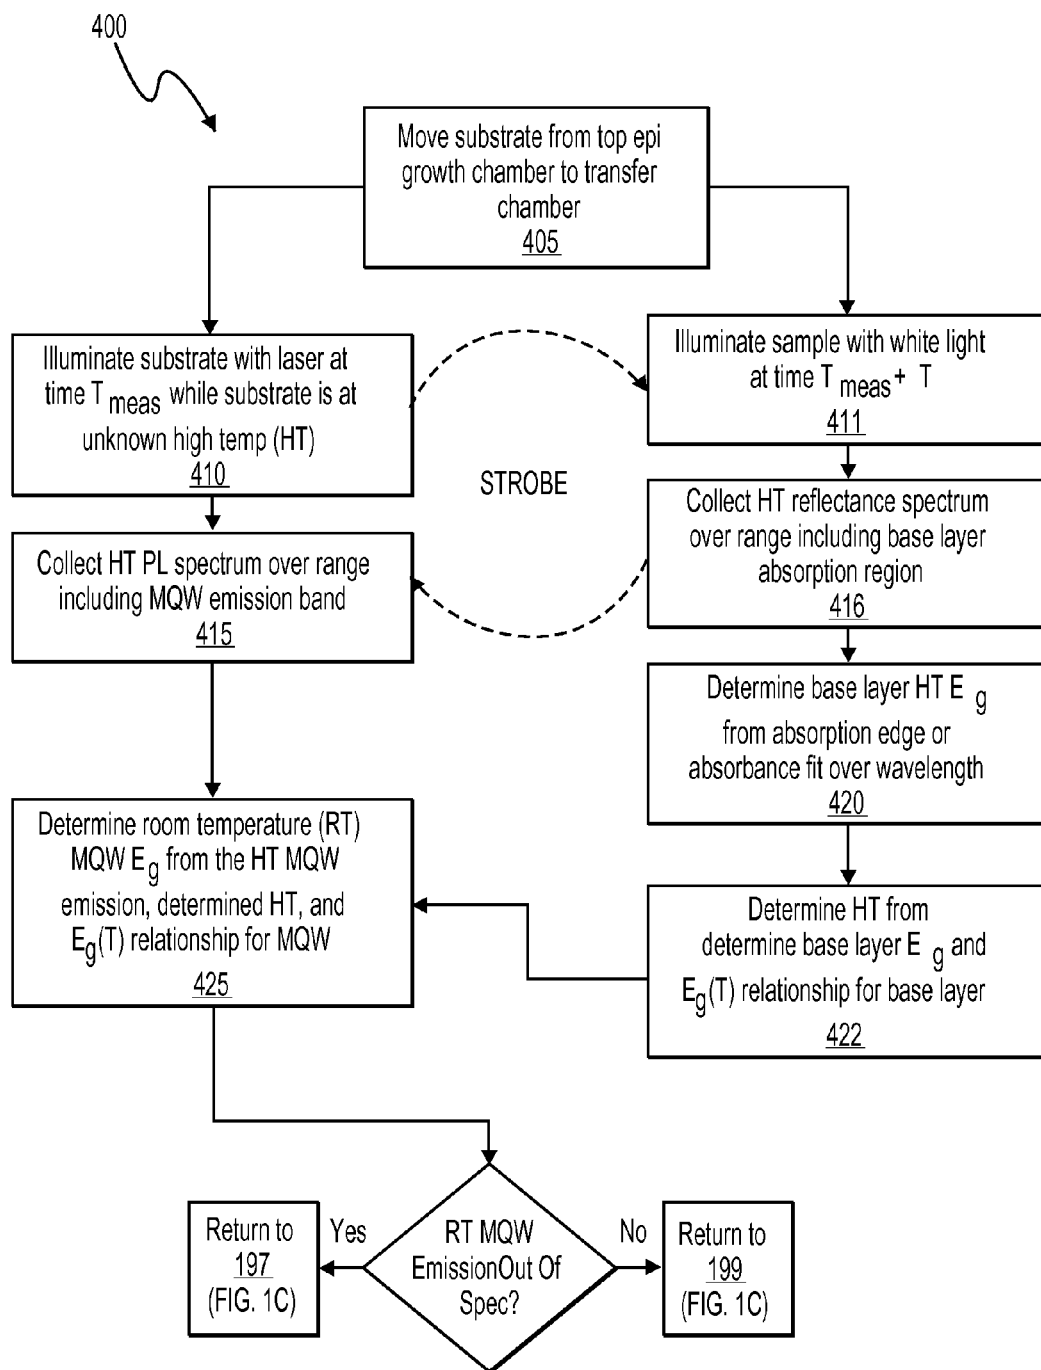 400
Move substrate from top epi
growth chamber to transfer
chamber
405
Illuminate substrate with laser at
time Tmeas while substrate is at
unknown high temp (HT)
410
Illuminate sample with white light
at time Tmeas+ T
411
STROBE
Collect HT PL spectrum over range
including MQW emission band
415
Collect HT reflectance spectrum
over range including base layer
absorption region
416
Determine base layer HT E g
from absorption edge or
absorbance fit over wavelength
420
Determine room temperature (RT)
MQW Eg from the HT MQW
emission, determined HT, and
Eg(T) relationship for MQW
425
Determine HT from
determine base layer E g and
Eg(T) relationship for base layer
422
Return to
197
(FIG. 1C)
Yes
RT MQW
EmissionOut Of
Spec?
No
Return to
199
(FIG. 1C)